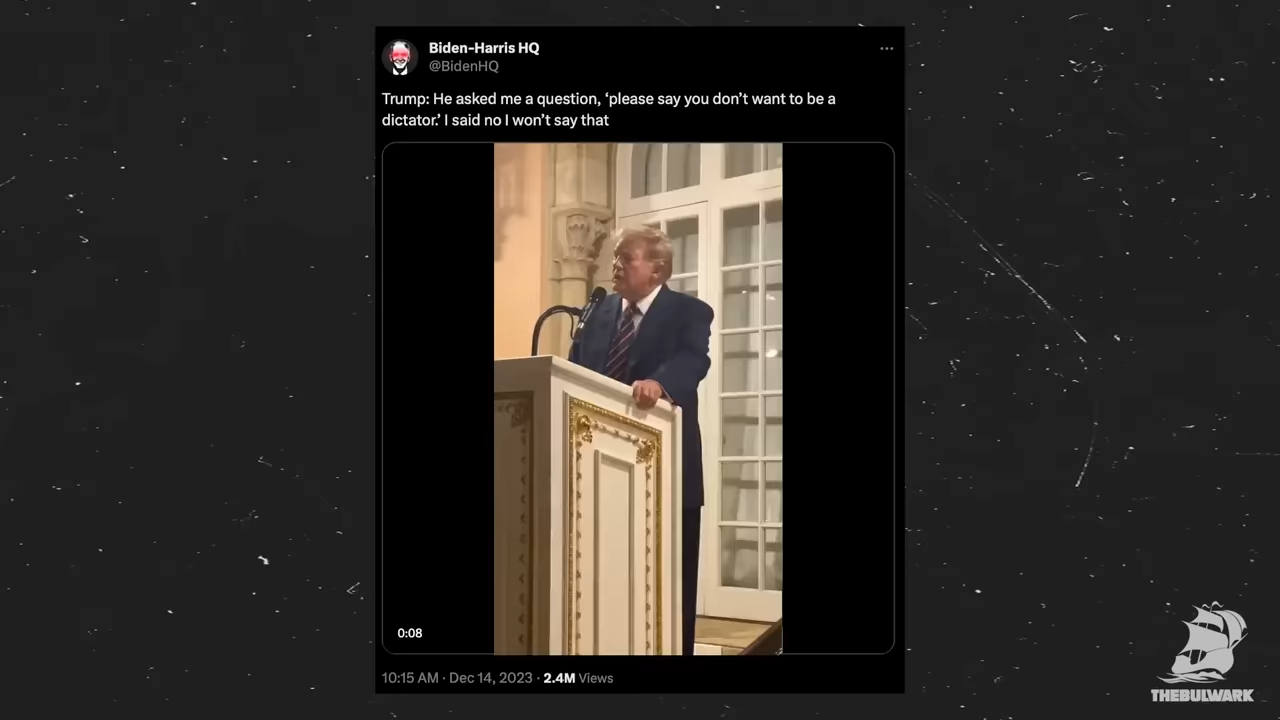 Biden-Harris HQ
@BidenHQ
Trump: He asked me a question, ‘please say you don’t want to be a
dictator.’ I said no I won’t say that
0:08
10:15 AM · Dec 14, 2023 · 2.4M Views
THEBULWARK